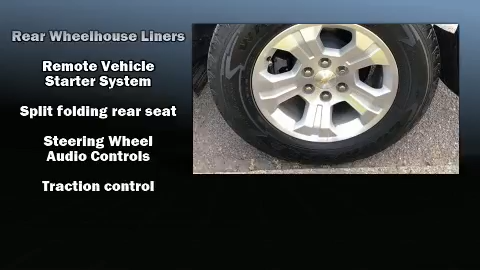 Rear Wheelhouse Liners
Remote Vehicle
Starter System
Split folding rear seat
Steering Wheel
Audio Controls
Traction control